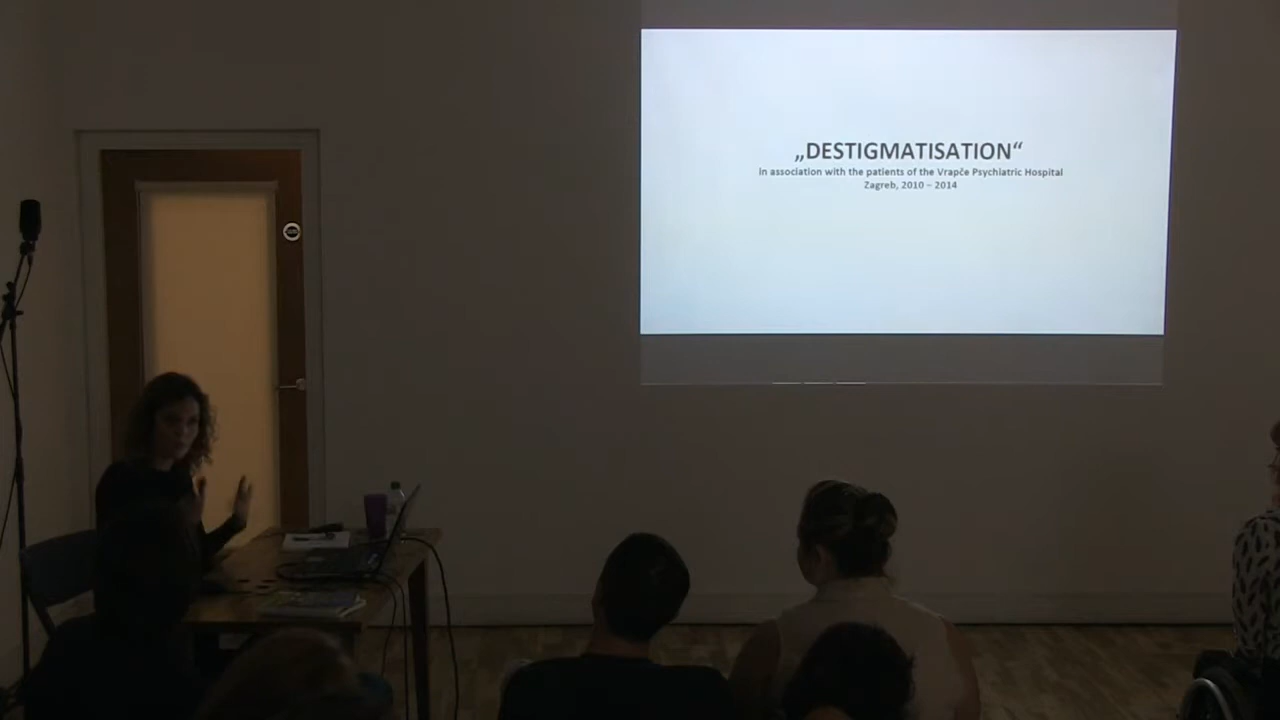 „DESTIGMATISATION“
In association with the patients of the Vrapče Psychiatric Hospital
Zagreb, 2010 – 2014